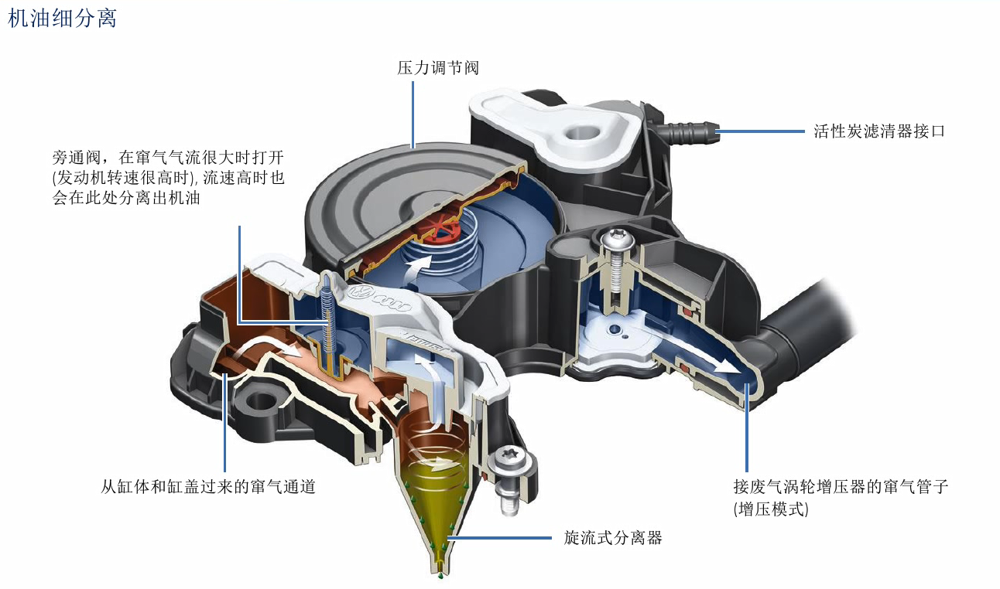 机油细分离
压力调节阀
活性炭滤清器接口
旁通阀，在窜气气流很大时打开
(发动机转速很高时), 流速高时也
会在此处分离出机油
从缸体和缸盖过来的窜气通道
接废气涡轮增压器的窜气管子
(增压模式)
旋流式分离器